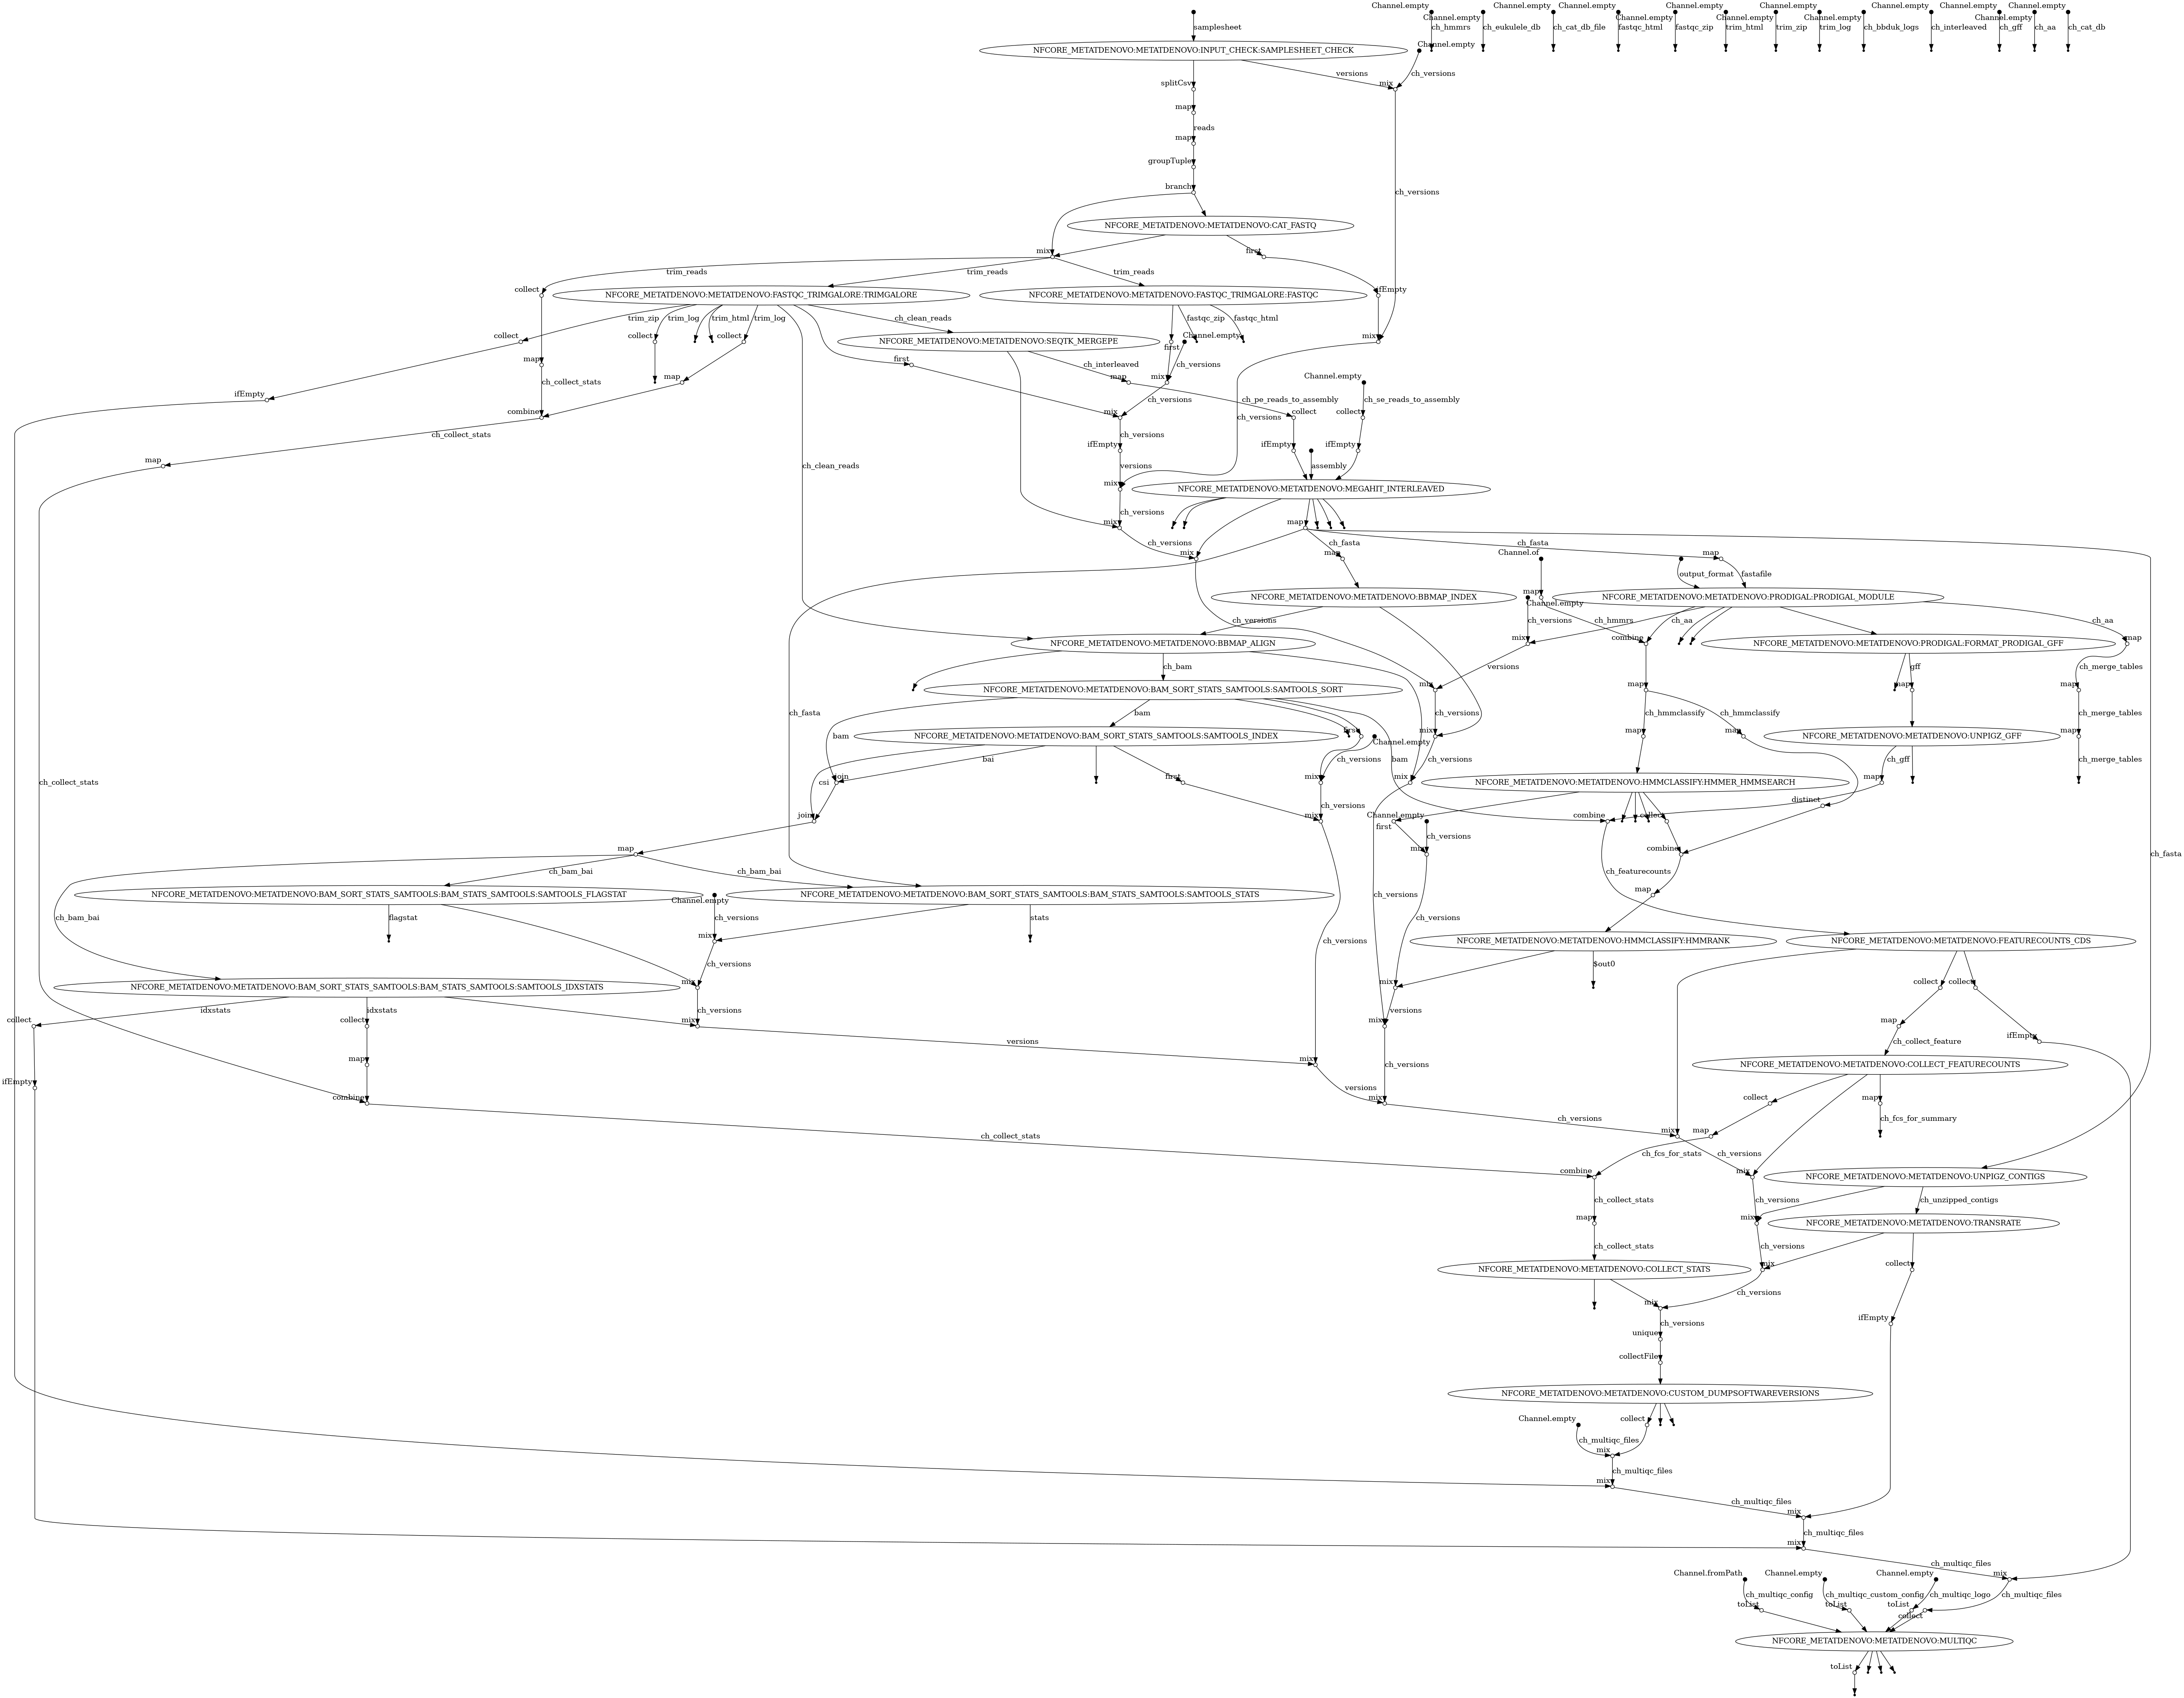 samplesheet
Channel.empty
ch_hmmrs
Channel.empty
ch_eukulele_db
Channel.empty
ch_cat_db_file
Channel.empty
fastqc_html
Channel.empty
fastqc_zip
Channel.empty
trim_html
Channel.empty
trim_zip
Channel.empty
trim_log
Channel.empty
ch_bbduk_logs
Channel.empty
ch_interleaved
Channel.empty
ch_gff
Channel.empty
ch_aa
Channel.empty
ch_cat_db
NFCORE_METATDENOVO:METATDENOVO:INPUT_CHECK:SAMPLESHEET_CHECK
Channel.empty
versions
ch_versions
splitCsv
mix
map
reads
map
groupTuple
branch
ch_versions
NFCORE_METATDENOVO:METATDENOVO:CAT_FASTQ
mix
first
trim_reads
trim_reads
trim_reads
collect
NFCORE_METATDENOVO:METATDENOVO:FASTQC_TRIMGALORE:TRIMGALORE
NFCORE_METATDENOVO:METATDENOVO:FASTQC_TRIMGALORE:FASTQC
ifEmpty
trim_zip
trim_log
trim_html
trim_log
ch_clean_reads
fastqc_zip
fastqc_html
collect
collect
collect
NFCORE_METATDENOVO:METATDENOVO:SEQTK_MERGEPE
first
Channel.empty
mix
map
first
ch_interleaved
ch_versions
map
map
mix
Channel.empty
ch_collect_stats
ifEmpty
ch_versions
ch_pe_reads_to_assembly
ch_se_reads_to_assembly
combine
mix
collect
collect
ch_versions
ch_collect_stats
ch_versions
ifEmpty
ifEmpty
ifEmpty
map
ch_clean_reads
versions
assembly
mix
NFCORE_METATDENOVO:METATDENOVO:MEGAHIT_INTERLEAVED
ch_versions
mix
map
ch_versions
ch_fasta
ch_fasta
mix
map
Channel.of
map
output_format
fastafile
NFCORE_METATDENOVO:METATDENOVO:BBMAP_INDEX
map
Channel.empty
NFCORE_METATDENOVO:METATDENOVO:PRODIGAL:PRODIGAL_MODULE
ch_versions
ch_versions
ch_hmmrs
ch_aa
ch_aa
NFCORE_METATDENOVO:METATDENOVO:BBMAP_ALIGN
mix
combine
NFCORE_METATDENOVO:METATDENOVO:PRODIGAL:FORMAT_PRODIGAL_GFF
map
ch_bam
versions
gff
ch_merge_tables
NFCORE_METATDENOVO:METATDENOVO:BAM_SORT_STATS_SAMTOOLS:SAMTOOLS_SORT
mix
map
map
map
ch_fasta
bam
ch_versions
ch_hmmclassify
ch_hmmclassify
ch_merge_tables
bam
NFCORE_METATDENOVO:METATDENOVO:BAM_SORT_STATS_SAMTOOLS:SAMTOOLS_INDEX
first
Channel.empty
mix
map
map
NFCORE_METATDENOVO:METATDENOVO:UNPIGZ_GFF
map
bai
ch_versions
bam
ch_versions
ch_gff
ch_merge_tables
csi
join
first
mix
mix
NFCORE_METATDENOVO:METATDENOVO:HMMCLASSIFY:HMMER_HMMSEARCH
map
ch_collect_stats
ch_versions
distinct
join
mix
Channel.empty
first
combine
collect
ch_versions
map
mix
combine
ch_fasta
ch_bam_bai
ch_bam_bai
ch_featurecounts
NFCORE_METATDENOVO:METATDENOVO:BAM_SORT_STATS_SAMTOOLS:BAM_STATS_SAMTOOLS:SAMTOOLS_FLAGSTAT
Channel.empty
NFCORE_METATDENOVO:METATDENOVO:BAM_SORT_STATS_SAMTOOLS:BAM_STATS_SAMTOOLS:SAMTOOLS_STATS
ch_versions
map
ch_bam_bai
flagstat
ch_versions
stats
ch_versions
mix
ch_versions
NFCORE_METATDENOVO:METATDENOVO:HMMCLASSIFY:HMMRANK
NFCORE_METATDENOVO:METATDENOVO:FEATURECOUNTS_CDS
ch_versions
$out0
NFCORE_METATDENOVO:METATDENOVO:BAM_SORT_STATS_SAMTOOLS:BAM_STATS_SAMTOOLS:SAMTOOLS_IDXSTATS
mix
mix
collect
collect
idxstats
idxstats
ch_versions
versions
collect
collect
mix
mix
map
versions
ifEmpty
ch_collect_feature
map
mix
ch_versions
NFCORE_METATDENOVO:METATDENOVO:COLLECT_FEATURECOUNTS
ifEmpty
versions
combine
mix
collect
map
ch_versions
ch_fcs_for_summary
ch_collect_stats
mix
map
ch_fcs_for_stats
ch_versions
combine
mix
NFCORE_METATDENOVO:METATDENOVO:UNPIGZ_CONTIGS
ch_collect_stats
ch_versions
ch_unzipped_contigs
map
mix
NFCORE_METATDENOVO:METATDENOVO:TRANSRATE
ch_collect_stats
ch_versions
NFCORE_METATDENOVO:METATDENOVO:COLLECT_STATS
mix
collect
ch_versions
mix
ch_versions
ifEmpty
unique
collectFile
NFCORE_METATDENOVO:METATDENOVO:CUSTOM_DUMPSOFTWAREVERSIONS
Channel.empty
collect
ch_multiqc_files
mix
ch_multiqc_files
mix
ch_multiqc_files
mix
ch_multiqc_files
mix
ch_multiqc_files
Channel.fromPath
Channel.empty
Channel.empty
mix
ch_multiqc_config
ch_multiqc_custom_config
ch_multiqc_logo
ch_multiqc_files
toList
toList
toList
collect
NFCORE_METATDENOVO:METATDENOVO:MULTIQC
toList